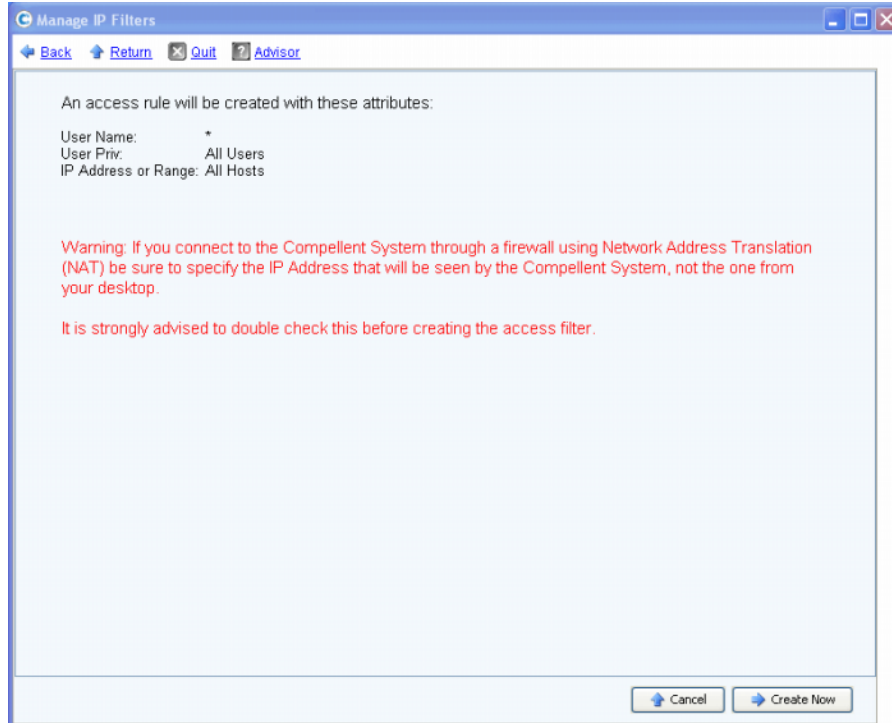 Manage IP Filters
Back Return Quit Advisor
An access rule will be created with these attributes:
User Name: *
User Priv: All Users
IP Address or Range: All Hosts
Warning: If you connect to the Compellent System through a firewall using Network Address Translation
(NAT) be sure to specify the IP Address that will be seen by the Compellent System, not the one from
your desktop.
It is strongly advised to double check this before creating the access filter.
Cancel Create Now